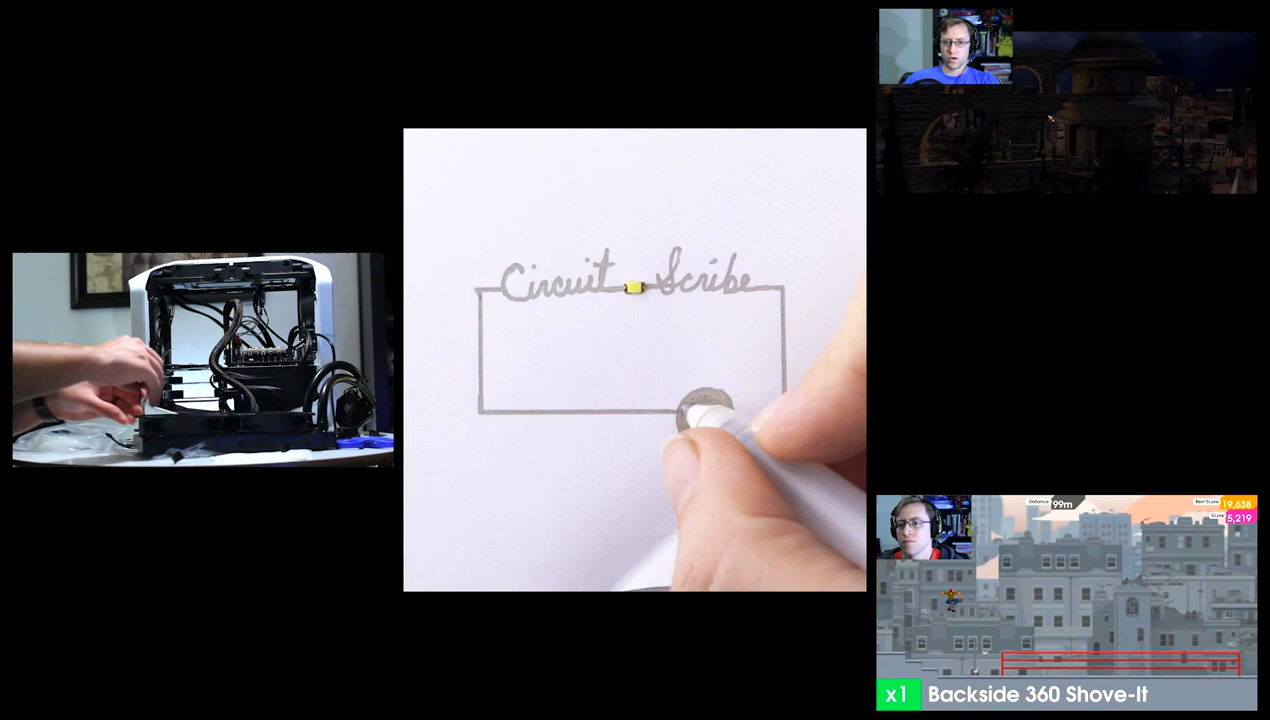 Circuit Scribe
Distance 99m
Best Score 19,638
Score 5,219
x1 Backside 360 Shove-It